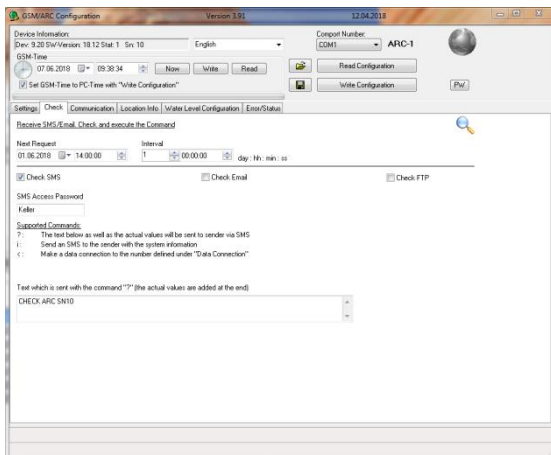 GSM/ARC Configuration Version 3.91 12.04.2018
Device Information: Comport Number:
Dev: 9.20 SW-Version: 18.12 Stat: 1 Sn: 10 English COM1 ARC-1
GSM-Time
07.06.2018 09:38:34 Now Write Read Read Configuration
Set GSM-Time to PC-Time with "Write Configuration" Write Configuration PW
Settings Check Communication Location Info Water Level Configuration Error/Status
Receive SMS/Email, Check, and execute the Command
Next Request Interval
01.06.2018 14:00:00 1 00:00:00 day : hh : min : ss
Check SMS Check Email Check FTP
SMS Access Password
Keller
Supported Commands:
? : The text below as well as the actual values will be sent to sender via SMS
i : Send an SMS to the sender with the system information
< : Make a data connection to the number defined under "Data Connection"
Text which is sent with the command "?" (the actual values are added at the end)
CHECK ARC SN10